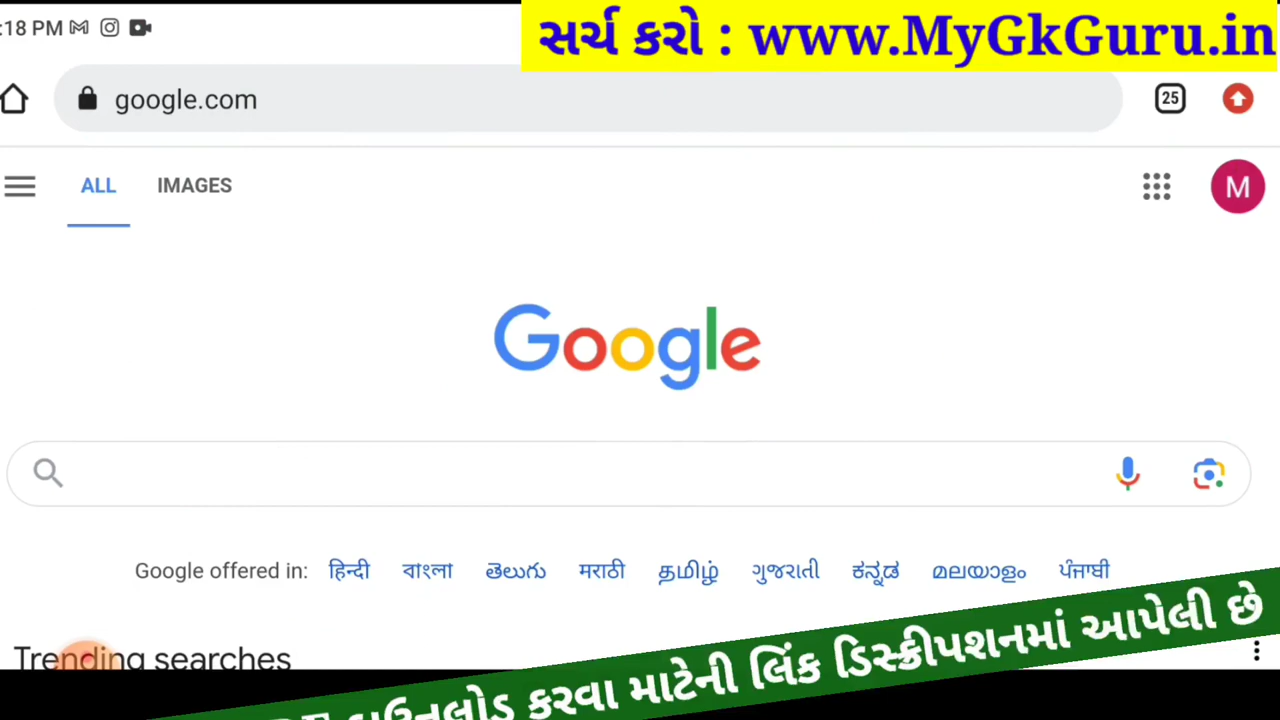 :18 PM
સર્ચ કરો : www.MyGkGuru.in
google.com
25
ALL IMAGES
M
Google
Google offered in: हिन्दी বাংলা తెలుగు मराठी தமிழ் ગુજરાતી ಕನ್ನಡ മലയാളം ਪੰਜਾਬੀ
Trending searches
ડાઉનલોડ કરવા માટેની લિંક ડિસ્ક્રીપશનમાં આપેલી છે